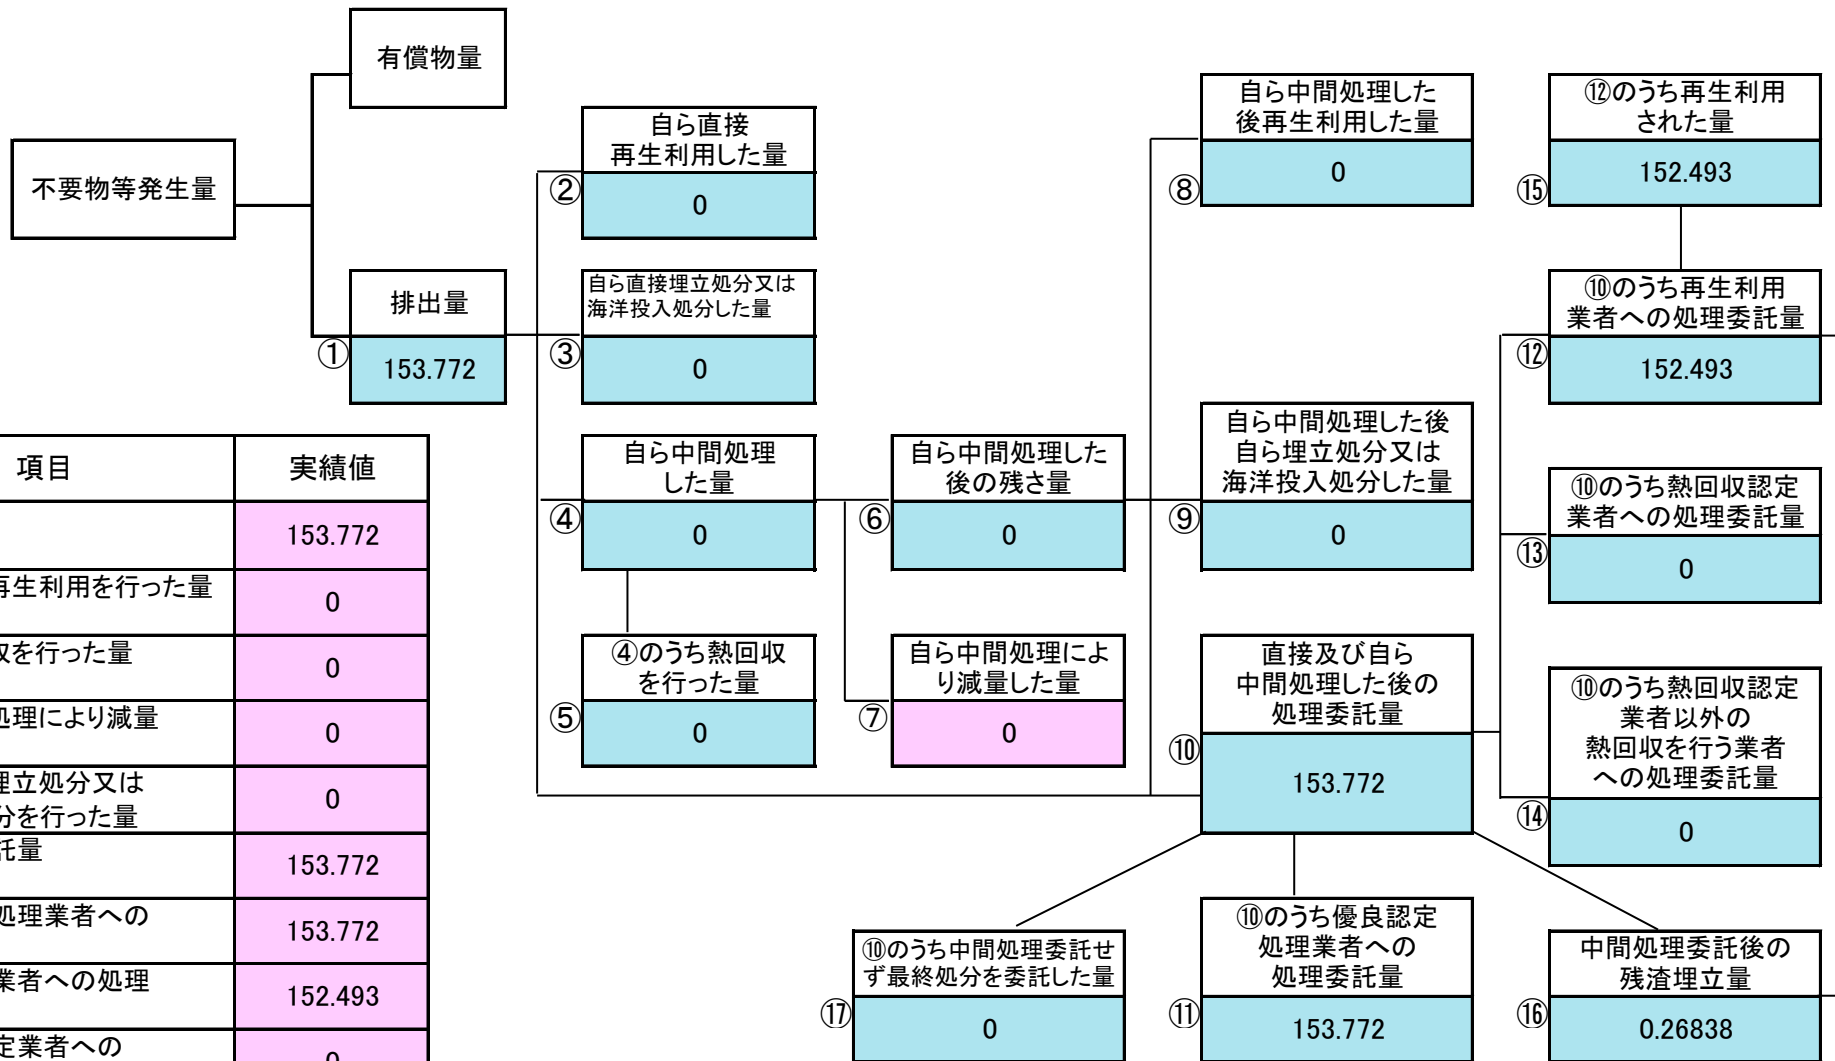 有償物量
不要物等発生量
排出量
①
153.772
自ら直接
再生利用した量
②
0
自ら直接埋立処分又は
海洋投入処分した量
③
0
自ら中間処理
した量
④
0
④のうち熱回収
を行った量
⑤
0
自ら中間処理した
後の残さ量
⑥
0
自ら中間処理によ
り減量した量
⑦
0
自ら中間処理した
後再生利用した量
⑧
0
自ら中間処理した後
自ら埋立処分又は
海洋投入処分した量
⑨
0
直接及び自ら
中間処理した後の
処理委託量
⑩
153.772
⑫のうち再生利用
された量
⑮
152.493
⑩のうち再生利用
業者への処理委託量
⑫
152.493
⑩のうち熱回収認定
業者への処理委託量
⑬
0
⑩のうち熱回収認定
業者以外の
熱回収を行う業者
への処理委託量
⑭
0
⑩のうち中間処理委託せ
ず最終処分を委託した量
⑰
0
⑩のうち優良認定
処理業者への
処理委託量
⑪
153.772
中間処理委託後の
残渣埋立量
⑯
0.26838
項目 実績値
153.772
再生利用を行った量
0
を行った量
0
処理により減量
0
埋立処分又は
分を行った量
0
託量
153.772
処理業者への
153.772
業者への処理
152.493
定業者への
0